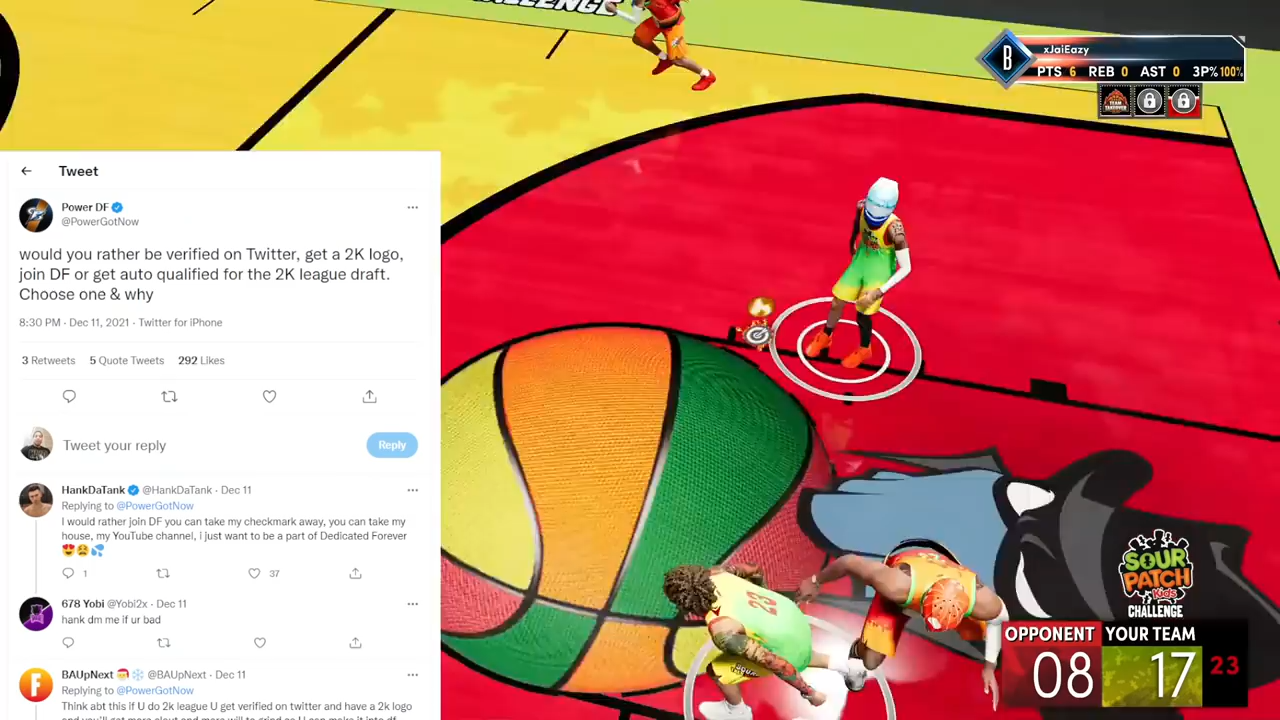 CHALLENGE
xJaiEazy
B
PTS 6 REB 0 AST 0 3P% 100%
TEAM
TAKEOVER
Tweet
Power DF
@PowerGotNow
would you rather be verified on Twitter, get a 2K logo,
join DF or get auto qualified for the 2K league draft.
Choose one & why
8:30 PM · Dec 11, 2021 · Twitter for iPhone
3 Retweets 5 Quote Tweets 292 Likes
Tweet your reply
Reply
HankDaTank @HankDaTank · Dec 11
Replying to @PowerGotNow
I would rather join DF you can take my checkmark away, you can take my
house, my YouTube channel, i just want to be a part of Dedicated Forever
😍😫💦
1 37
678 Yobi @Yobi2x · Dec 11
hank dm me if ur bad
BAUpNext 🎅❄️ @BAUpNext · Dec 11
Replying to @PowerGotNow
Think abt this if U do 2k league U get verified on twitter and have a 2k logo
23
SOUR
PATCH
Kids
CHALLENGE
OPPONENT YOUR TEAM
08 17 23